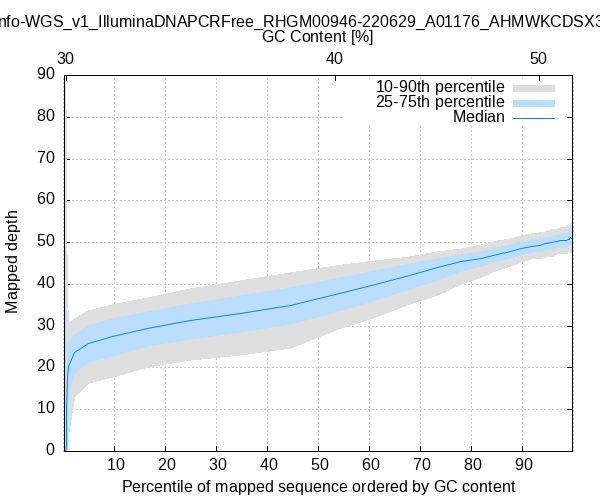 nfo-WGS_v1_IlluminaDNAPCRFree_RHGM00946-220629_A01176_AHMWKCDSX3
GC Content [%]
30 40 50
10-90th percentile
25-75th percentile
Median
Mapped depth
90
80
70
60
50
40
30
20
10
0
10 20 30 40 50 60 70 80 90
Percentile of mapped sequence ordered by GC content